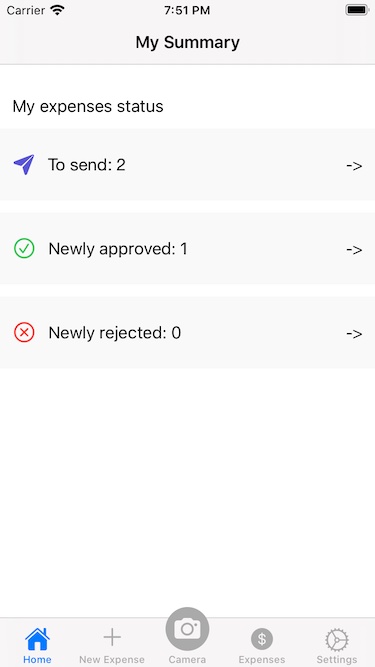 Carrier 7:51 PM
My Summary
My expenses status
To send: 2 ->
Newly approved: 1 ->
Newly rejected: 0 ->
$
Home New Expense Camera Expenses Settings